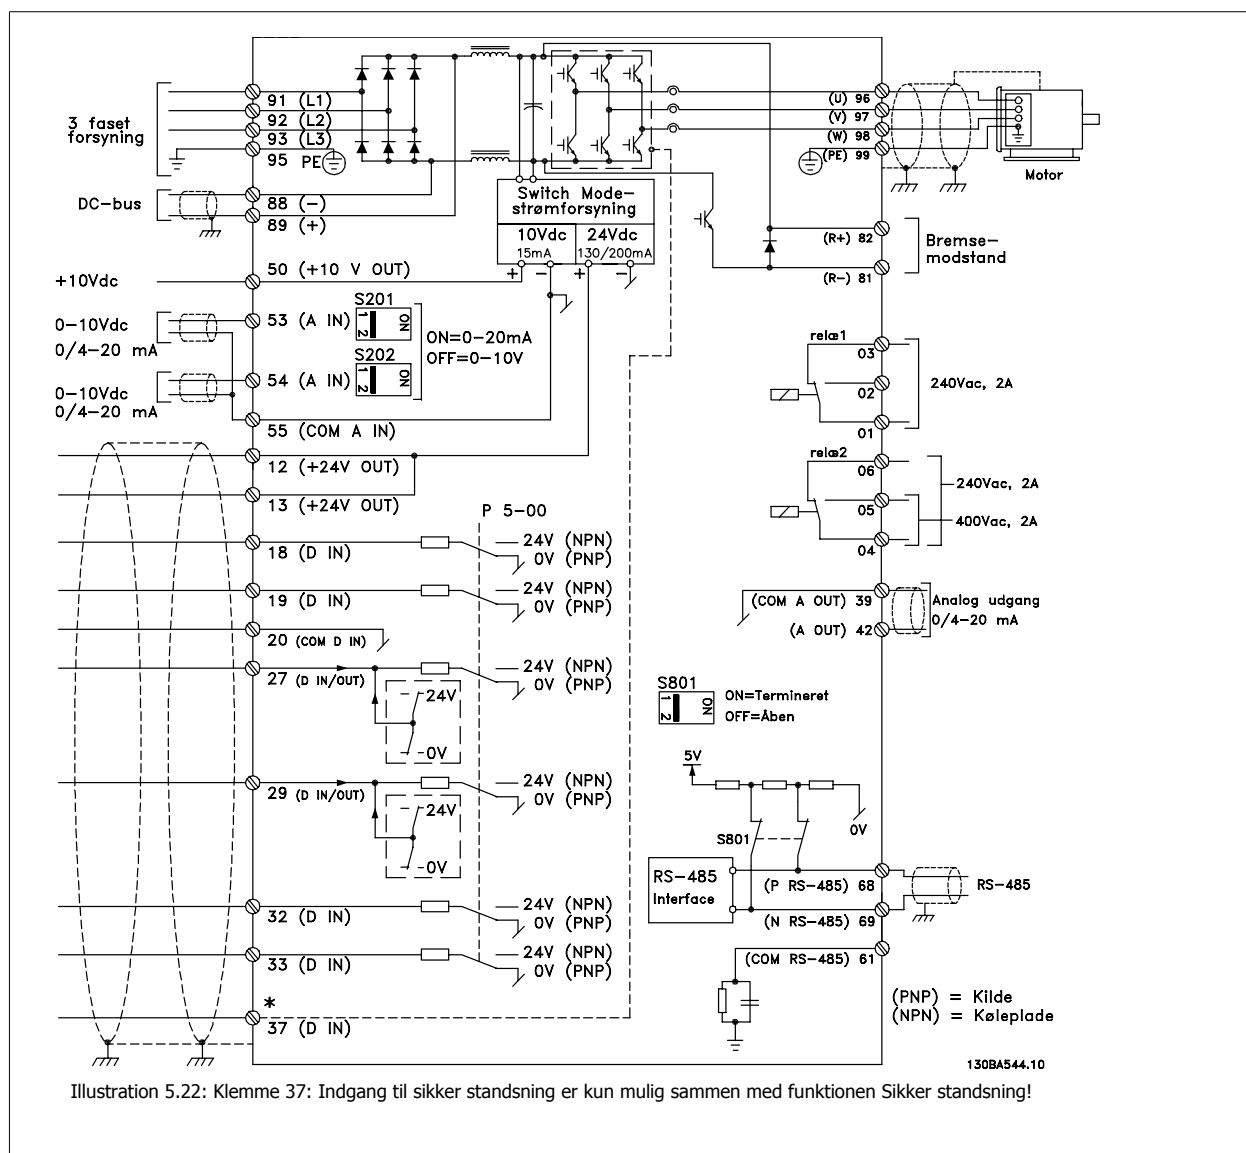 3 faset
forsyning
91 (L1)
92 (L2)
93 (L3)
95 PE
DC-bus
88 (-)
89 (+)
Switch Mode-
strømforsyning
10Vdc
15mA
24Vdc
130/200mA
+ - + -
+10Vdc
50 (+10 V OUT)
S201
1 2
ON
0-10Vdc
0/4-20 mA
53 (A IN)
ON=0-20mA
OFF=0-10V
S202
1 2
ON
0-10Vdc
0/4-20 mA
54 (A IN)
55 (COM A IN)
12 (+24V OUT)
13 (+24V OUT)
P 5-00
18 (D IN)
24V (NPN)
0V (PNP)
19 (D IN)
24V (NPN)
0V (PNP)
20 (COM D IN)
27 (D IN/OUT)
24V (NPN)
0V (PNP)
24V
0V
29 (D IN/OUT)
24V (NPN)
0V (PNP)
24V
0V
32 (D IN)
24V (NPN)
0V (PNP)
33 (D IN)
24V (NPN)
0V (PNP)
*
37 (D IN)
(U) 96
(V) 97
(W) 98
(PE) 99
Motor
(R+) 82
Bremse-
modstand
(R-) 81
relæ1
03
02
01
240Vac, 2A
relæ2
06
05
04
240Vac, 2A
400Vac, 2A
(COM A OUT) 39
(A OUT) 42
Analog udgang
0/4-20 mA
S801
1 2
ON
ON=Termineret
OFF=Åben
5V
S801
0V
RS-485
Interface
(P RS-485) 68
(N RS-485) 69
RS-485
(COM RS-485) 61
(PNP) = Kilde
(NPN) = Køleplade
130BA544.10
Illustration 5.22: Klemme 37: Indgang til sikker standsning er kun mulig sammen med funktionen Sikker standsning!